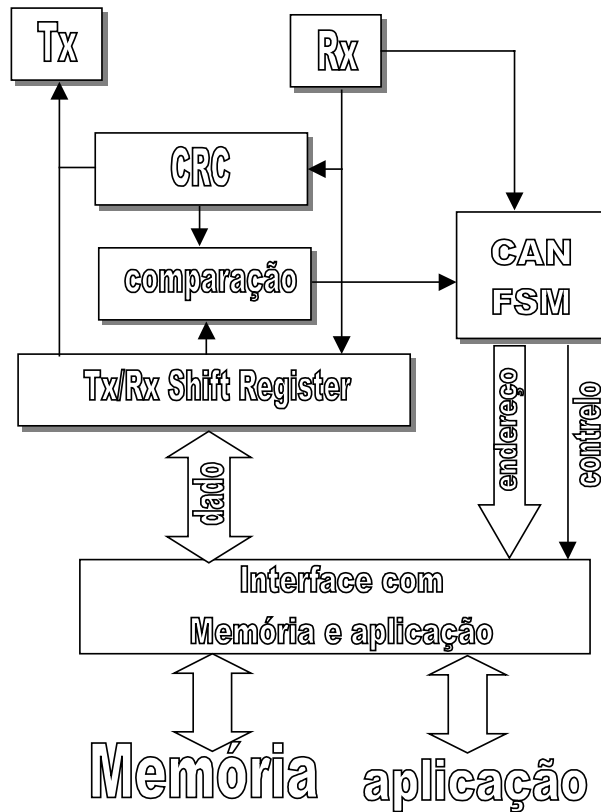 Tx
Rx
CRC
comparação
CAN
FSM
Tx/Rx Shift Register
endereço
contrelo
dado
Interface com
Memória e aplicação
Memória
aplicação